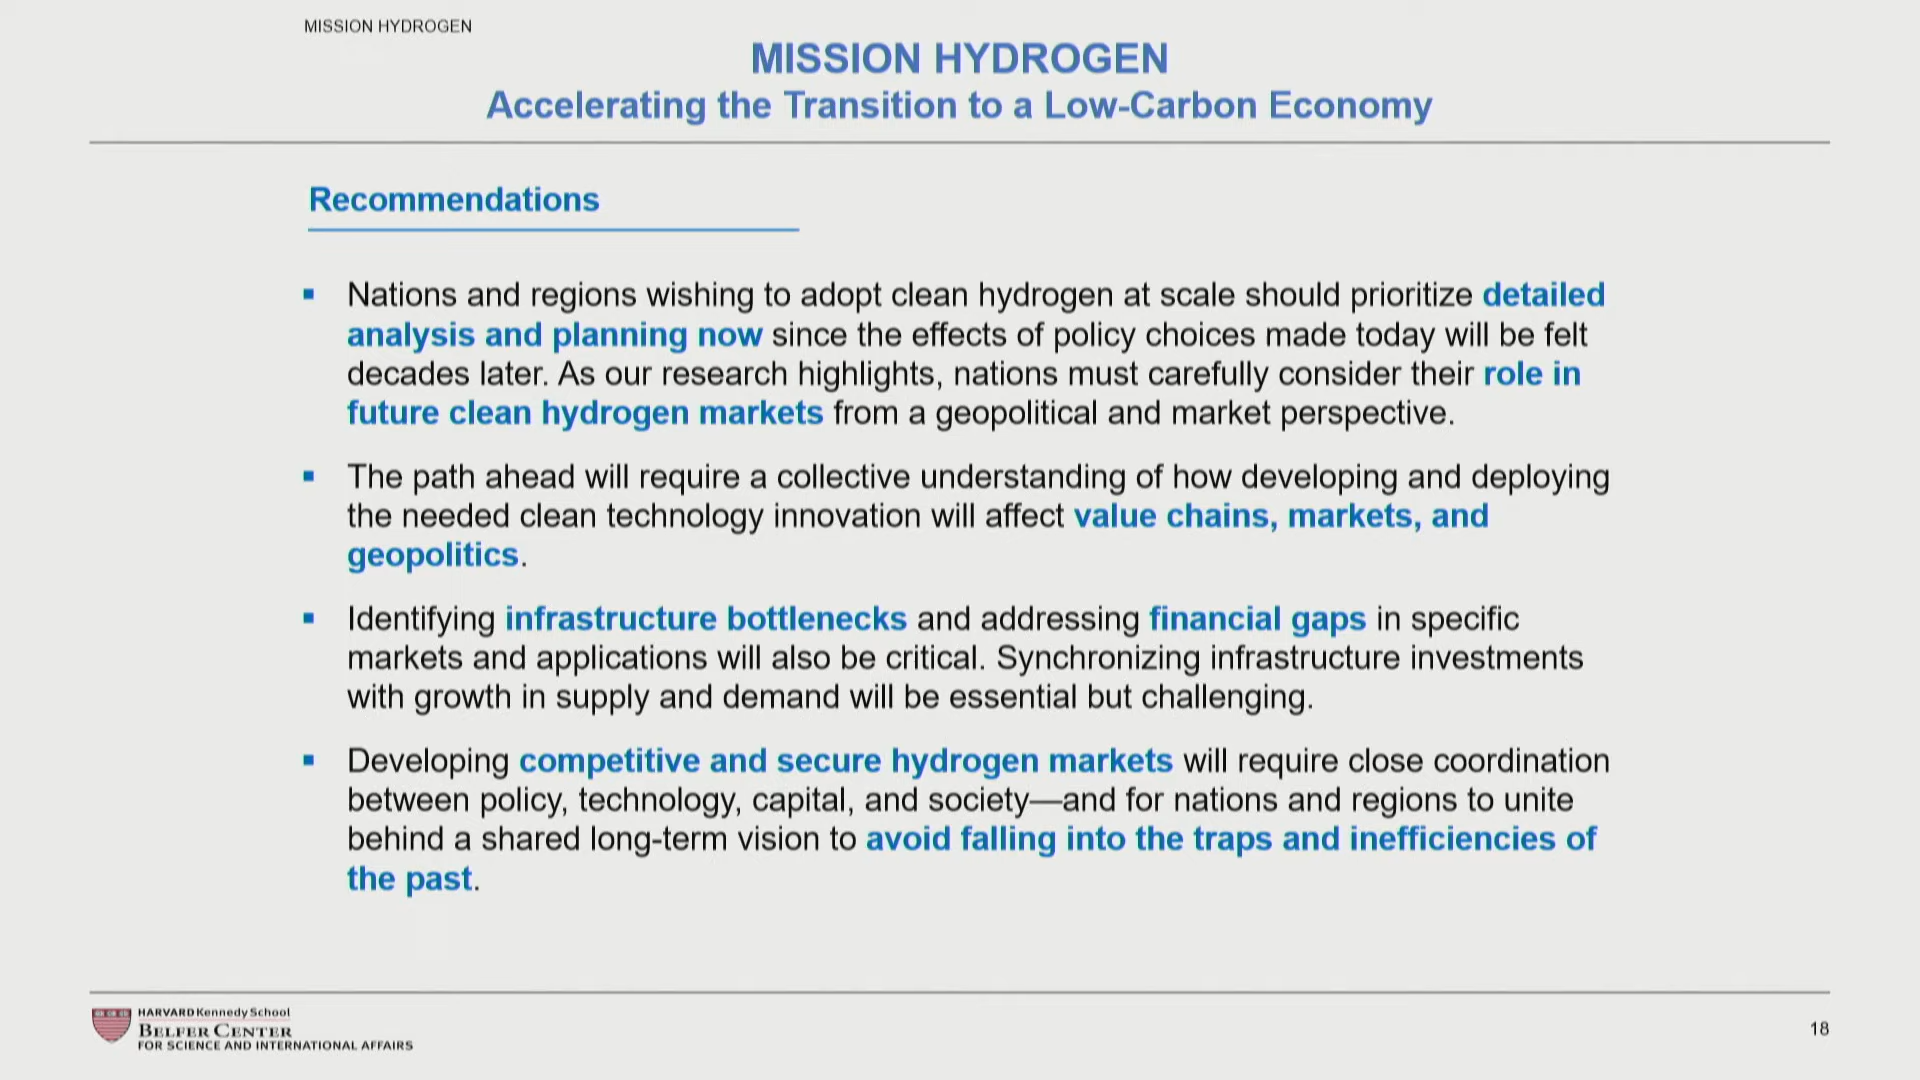 MISSION HYDROGEN
MISSION HYDROGEN
Accelerating the Transition to a Low-Carbon Economy
Recommendations
▪ Nations and regions wishing to adopt clean hydrogen at scale should prioritize detailed
analysis and planning now since the effects of policy choices made today will be felt
decades later. As our research highlights, nations must carefully consider their role in
future clean hydrogen markets from a geopolitical and market perspective.
▪ The path ahead will require a collective understanding of how developing and deploying
the needed clean technology innovation will affect value chains, markets, and
geopolitics.
▪ Identifying infrastructure bottlenecks and addressing financial gaps in specific
markets and applications will also be critical. Synchronizing infrastructure investments
with growth in supply and demand will be essential but challenging.
▪ Developing competitive and secure hydrogen markets will require close coordination
between policy, technology, capital, and society—and for nations and regions to unite
behind a shared long-term vision to avoid falling into the traps and inefficiencies of
the past.
HARVARD Kennedy School
BELFER CENTER
FOR SCIENCE AND INTERNATIONAL AFFAIRS
18